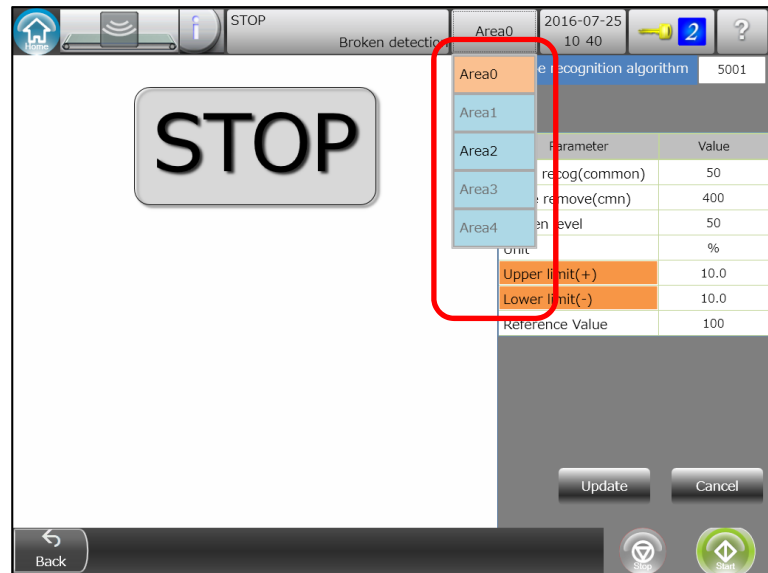 STOP
Broken detection
Area0
2016-07-25
10 40
2
?
Home
i
Area0
Area1
Area2
Area3
Area4
e recognition algorithm
5001
STOP
Parameter Value
recog(common) 50
remove(cmn) 400
en level 50
Unit %
Upper limit(+) 10.0
Lower limit(-) 10.0
Reference Value 100
Update
Cancel
Back
Stop
Start